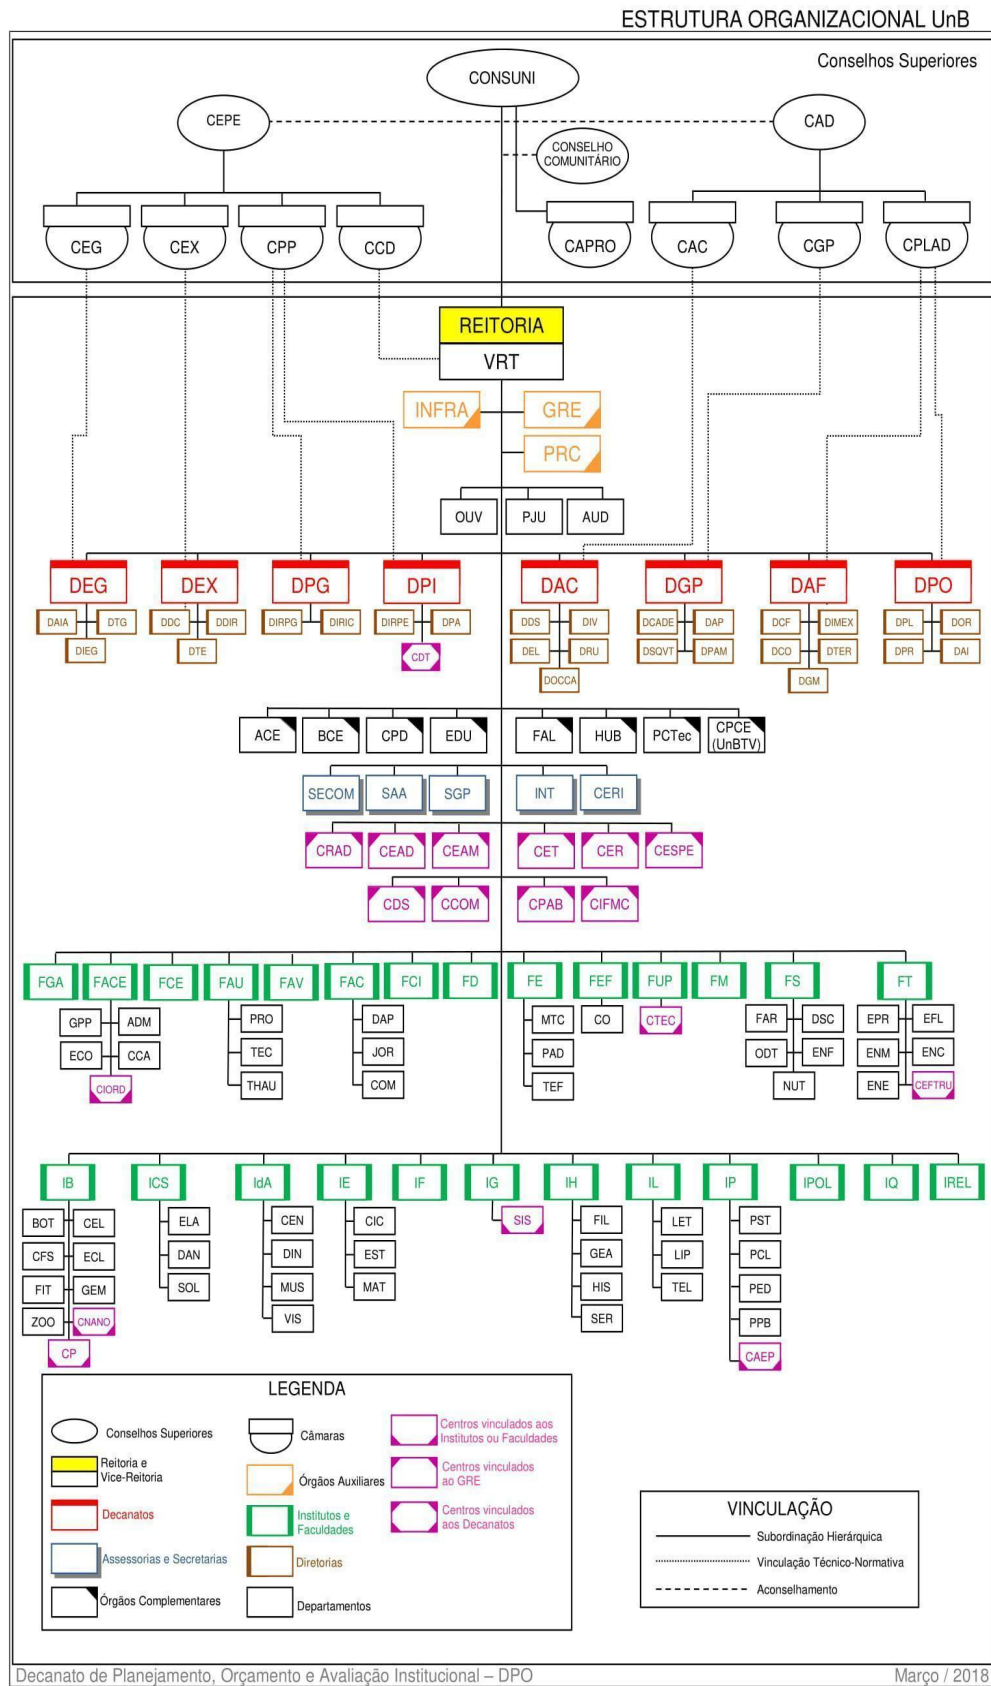 ESTRUTURA ORGANIZACIONAL UnB
Conselhos Superiores
CONSUNI
CEPE
CAD
CONSELHO
COMUNITÁRIO
CEG
CEX
CPP
CCD
CAPRO
CAC
CGP
CPLAD
REITORIA
VRT
INFRA
GRE
PRC
OUV
PJU
AUD
DEG
DEX
DPG
DPI
DAC
DGP
DAF
DPO
DAIA
DTG
DDC
DDIR
DIRPG
DIRIC
DIRPE
DPA
DDS
DIV
DCADE
DAP
DCF
DIMEX
DPL
DOR
DIEG
DTE
CDT
DEL
DRU
DSQVT
DPAM
DCO
DTER
DPR
DAI
DOCCA
DGM
ACE
BCE
CPD
EDU
FAL
HUB
PCTec
CPCE
(UnBTV)
SECOM
SAA
SGP
INT
CERI
CRAD
CEAD
CEAM
CET
CER
CESPE
CDS
CCOM
CPAB
CIFMC
FGA
FACE
FCE
FAU
FAV
FAC
FCI
FD
FE
FEF
FUP
FM
FS
FT
GPP
ADM
PRO
DAP
MTC
CO
CTEC
FAR
DSC
EPR
EFL
ECO
CCA
TEC
JOR
PAD
ODT
ENF
ENM
ENC
CIORD
THAU
COM
TEF
NUT
ENE
CEFTRU
IB
ICS
IdA
IE
IF
IG
IH
IL
IP
IPOL
IQ
IREL
BOT
CEL
ELA
CEN
CIC
SIS
FIL
LET
PST
CFS
ECL
DAN
DIN
EST
GEA
LIP
PCL
FIT
GEM
SOL
MUS
MAT
HIS
TEL
PED
ZOO
CNANO
VIS
SER
PPB
CP
CAEP
LEGENDA
Conselhos Superiores
Câmaras
Centros vinculados aos
Institutos ou Faculdades
Reitoria e
Vice-Reitoria
Órgãos Auxiliares
Centros vinculados
ao GRE
Decanatos
Institutos e
Faculdades
Centros vinculados
aos Decanatos
Assessorias e Secretarias
Diretorias
Órgãos Complementares
Departamentos
VINCULAÇÃO
Subordinação Hierárquica
Vinculação Técnico-Normativa
Aconselhamento
Decanato de Planejamento, Orçamento e Avaliação Institucional – DPO
Março / 2018